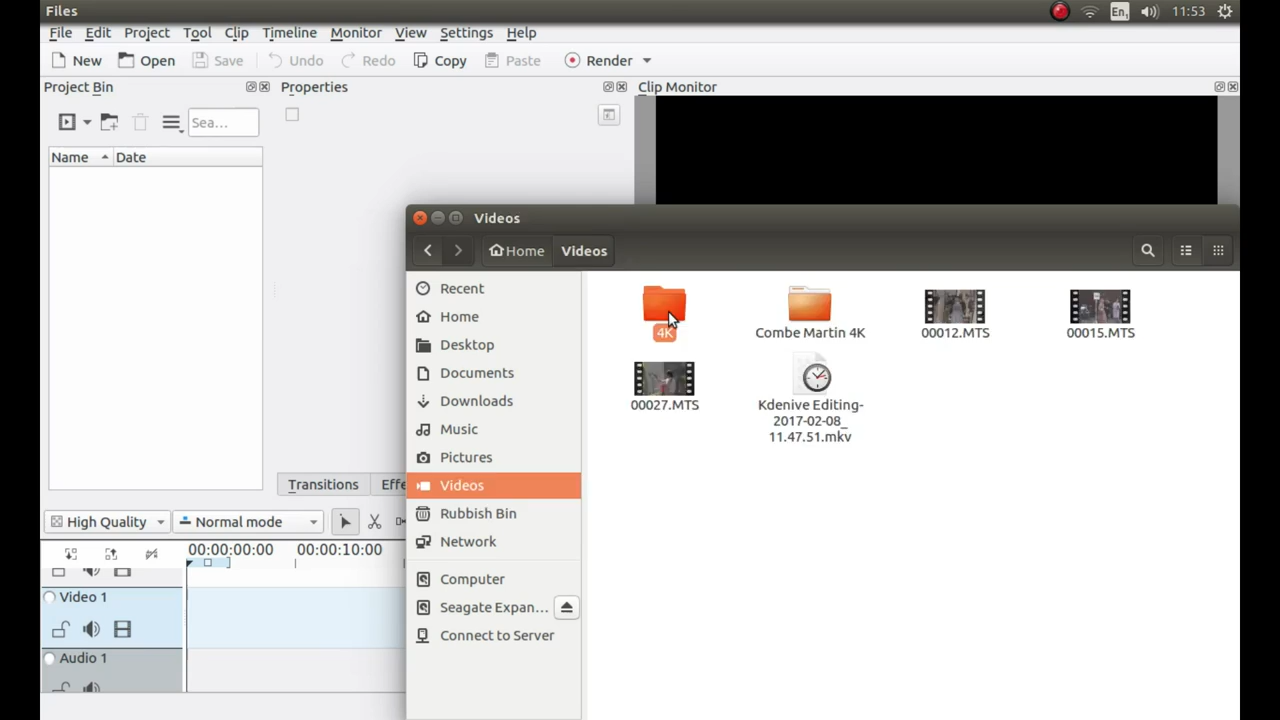 Files
En₁
11:53
File Edit Project Tool Clip Timeline Monitor View Settings Help
New Open Save Undo Redo Copy Paste Render
Project Bin
Properties
Clip Monitor
Sea...
Name Date
Videos
Home Videos
Recent
Home
Desktop
Documents
Downloads
Music
Pictures
Videos
Rubbish Bin
Network
Computer
Seagate Expan...
Connect to Server
4K
Combe Martin 4K
00012.MTS
00015.MTS
00027.MTS
Kdenive Editing-
2017-02-08_
11.47.51.mkv
Transitions Effe
High Quality Normal mode
00:00:00:00 00:00:10:00
Video 1
Audio 1